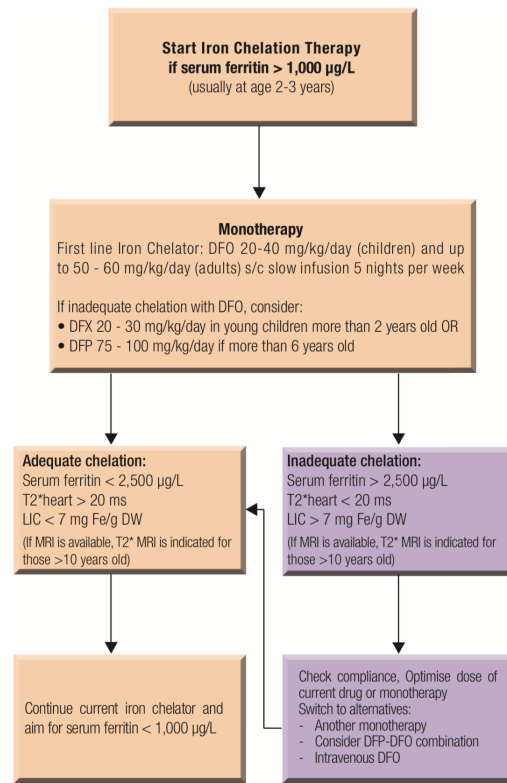 Start Iron Chelation Therapy
if serum ferritin > 1,000 µg/L
(usually at age 2-3 years)
Monotherapy
First line Iron Chelator: DFO 20-40 mg/kg/day (children) and up
to 50 - 60 mg/kg/day (adults) s/c slow infusion 5 nights per week
If inadequate chelation with DFO, consider:
• DFX 20 - 30 mg/kg/day in young children more than 2 years old OR
• DFP 75 - 100 mg/kg/day if more than 6 years old
Adequate chelation:
Serum ferritin < 2,500 µg/L
T2*heart > 20 ms
LIC < 7 mg Fe/g DW
(If MRI is available, T2* MRI is indicated for
those >10 years old)
Inadequate chelation:
Serum ferritin > 2,500 µg/L
T2*heart < 20 ms
LIC > 7 mg Fe/g DW
(If MRI is available, T2* MRI is indicated for
those >10 years old)
Continue current iron chelator and
aim for serum ferritin < 1,000 µg/L
Check compliance, Optimise dose of
current drug or monotherapy
Switch to alternatives:
- Another monotherapy
- Consider DFP-DFO combination
- Intravenous DFO